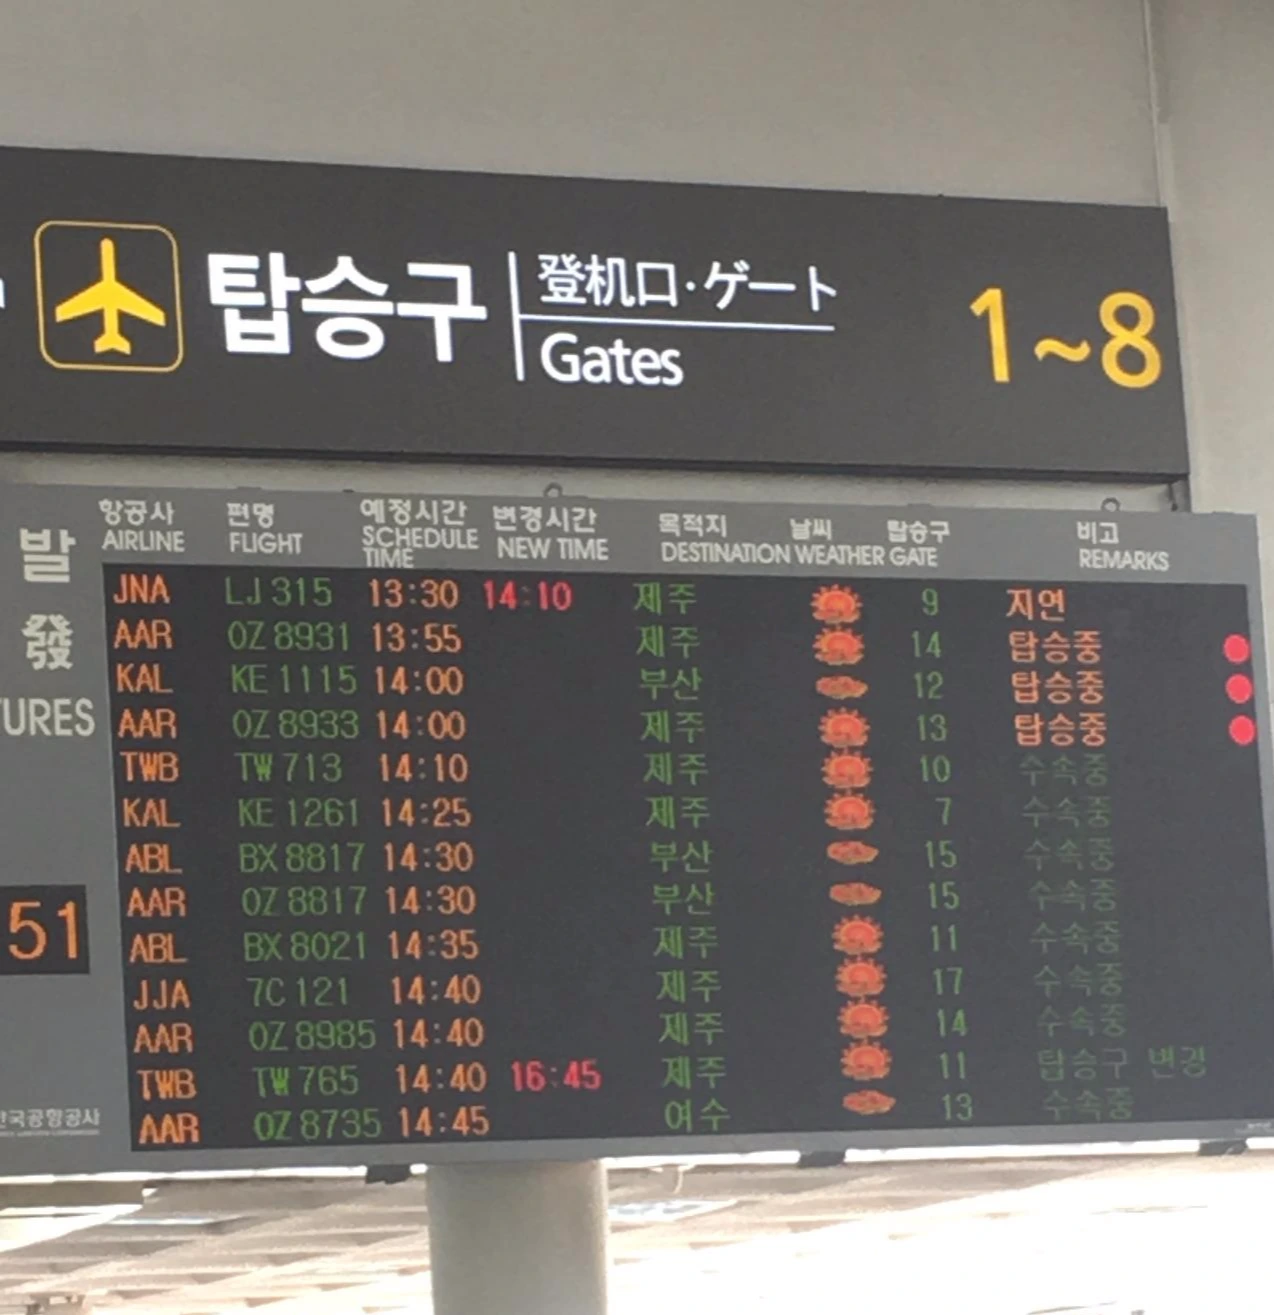 탑승구 登机口·ゲート 1~8
Gates
발
發
TURES
51
항공사 편명 예정시간 변경시간 목적지 날씨 탑승구 비고
AIRLINE FLIGHT SCHEDULE TIME NEW TIME DESTINATION WEATHER GATE REMARKS
JNA LJ 315 13:30 14:10 제주 9 지연
AAR OZ 8931 13:55 제주 14 탑승중
KAL KE 1115 14:00 부산 12 탑승중
AAR OZ 8933 14:00 제주 13 탑승중
TWB TW 713 14:10 제주 10 수속중
KAL KE 1261 14:25 제주 7 수속중
ABL BX 8817 14:30 부산 15 수속중
AAR OZ 8817 14:30 부산 15 수속중
ABL BX 8021 14:35 제주 11 수속중
JJA 7C 121 14:40 제주 17 수속중
AAR OZ 8985 14:40 제주 14 수속중
TWB TW 765 14:40 16:45 제주 11 탑승구 변경
AAR OZ 8735 14:45 여수 13 수속중
한국공항공사